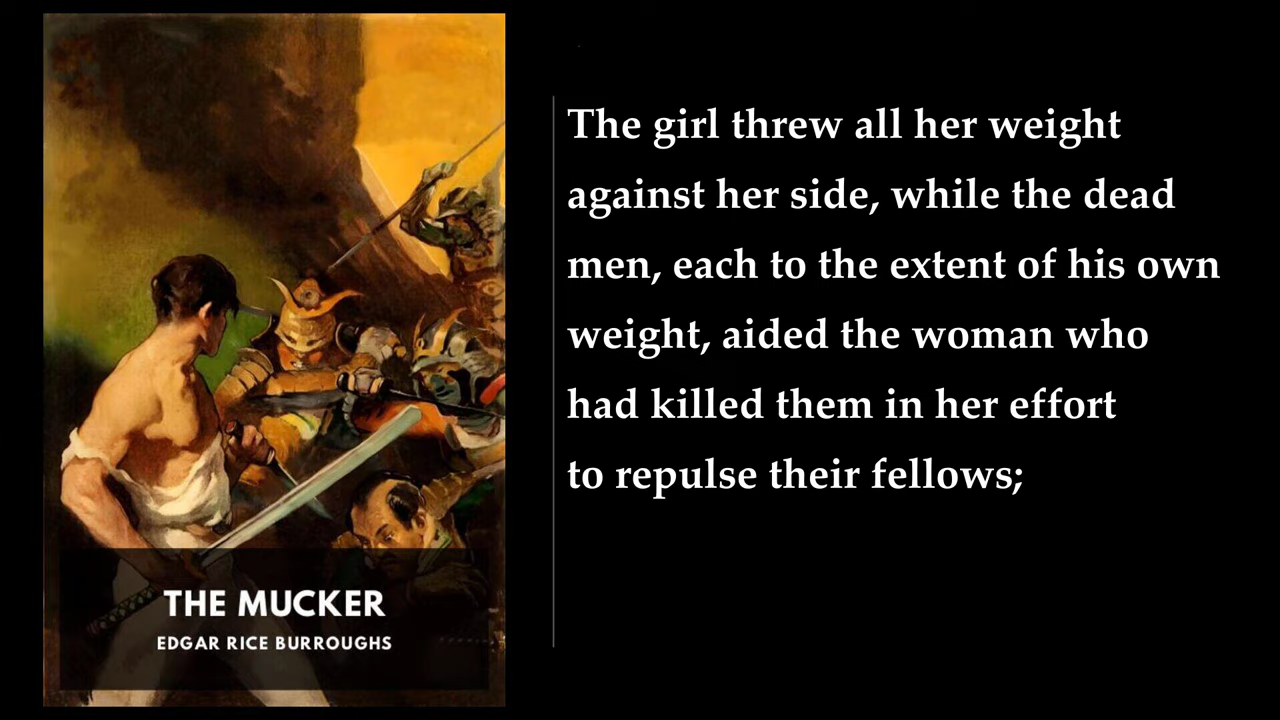 THE MUCKER
EDGAR RICE BURROUGHS
The girl threw all her weight
against her side, while the dead
men, each to the extent of his own
weight, aided the woman who
had killed them in her effort
to repulse their fellows;